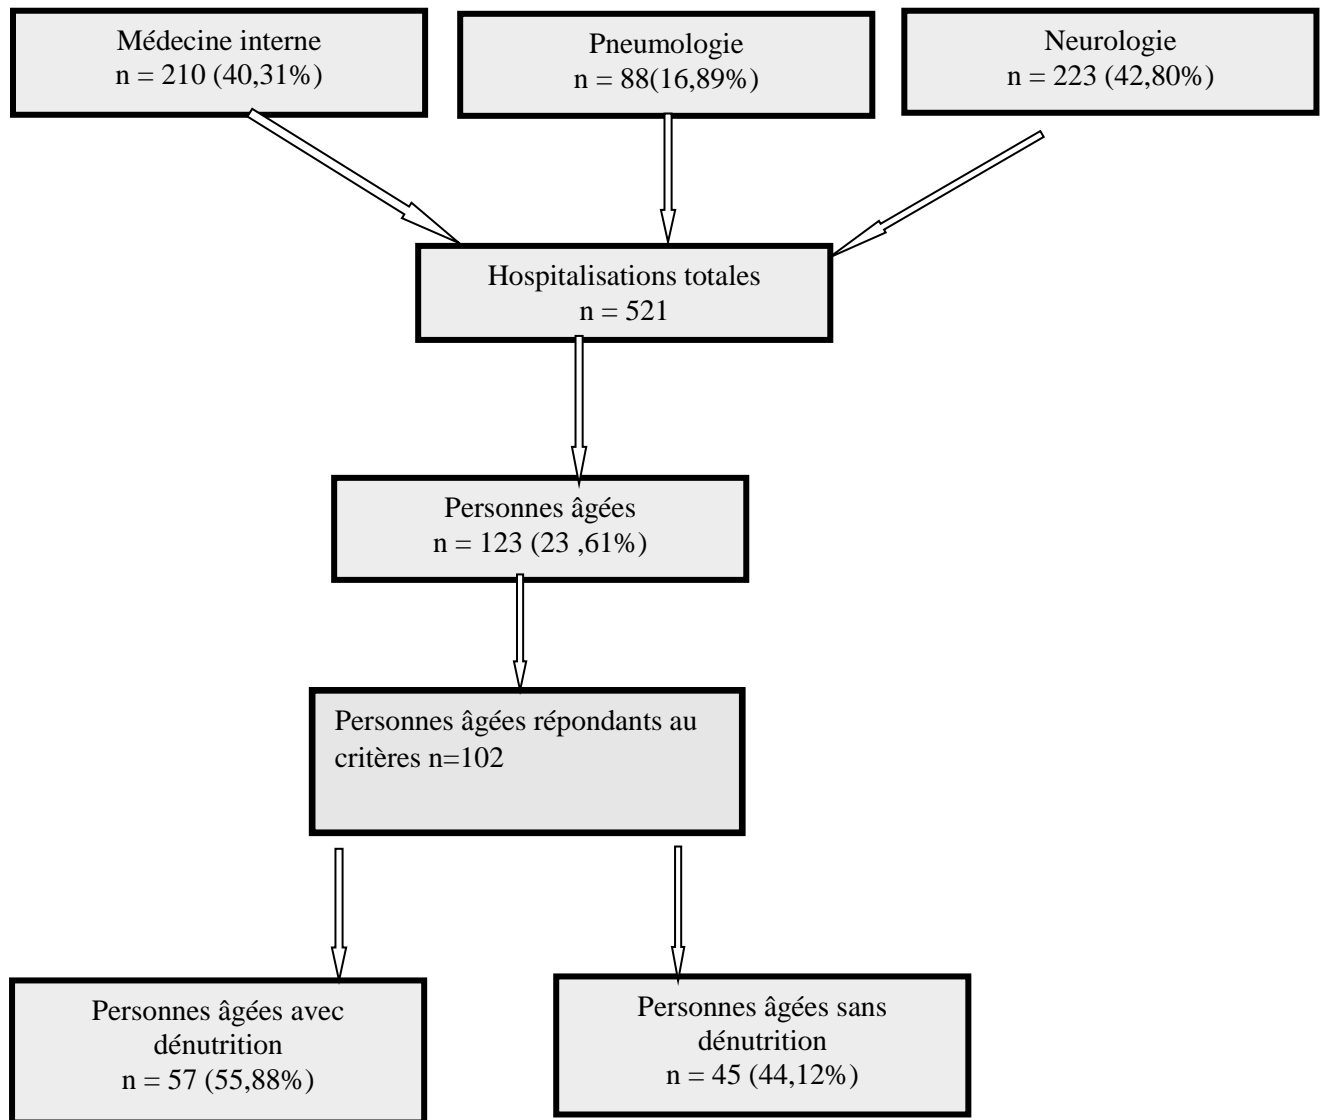 Médecine interne
n = 210 (40,31%)
Pneumologie
n = 88(16,89%)
Neurologie
n = 223 (42,80%)
Hospitalisations totales
n = 521
Personnes âgées
n = 123 (23 ,61%)
Personnes âgées répondants au
critères n=102
Personnes âgées avec
dénutrition
n = 57 (55,88%)
Personnes âgées sans
dénutrition
n = 45 (44,12%)